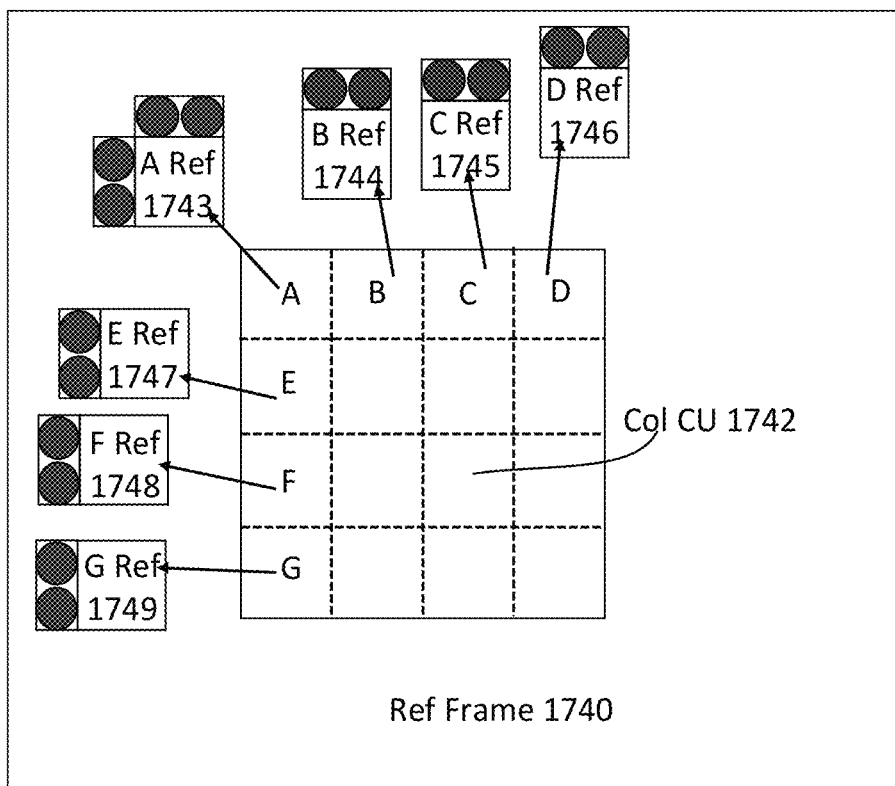 D Ref
1746
C Ref
1745
B Ref
1744
A Ref
1743
A
B
C
D
E Ref
1747
E
Col CU 1742
F Ref
1748
F
G Ref
1749
G
Ref Frame 1740